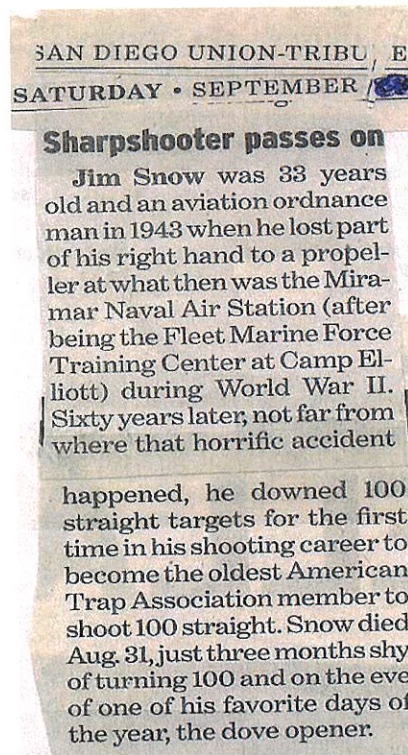 SAN DIEGO UNION-TRIBU E
SATURDAY • SEPTEMBER
Sharpshooter passes on
Jim Snow was 33 years
old and an aviation ordnance
man in 1943 when he lost part
of his right hand to a propel-
ler at what then was the Mira-
mar Naval Air Station (after
being the Fleet Marine Force
Training Center at Camp El-
liott) during World War II.
Sixty years later, not far from
where that horrific accident
happened, he downed 100
straight targets for the first
time in his shooting career to
become the oldest American
Trap Association member to
shoot 100 straight. Snow died
Aug. 31, just three months shy
of turning 100 and on the eve
of one of his favorite days of
the year, the dove opener.